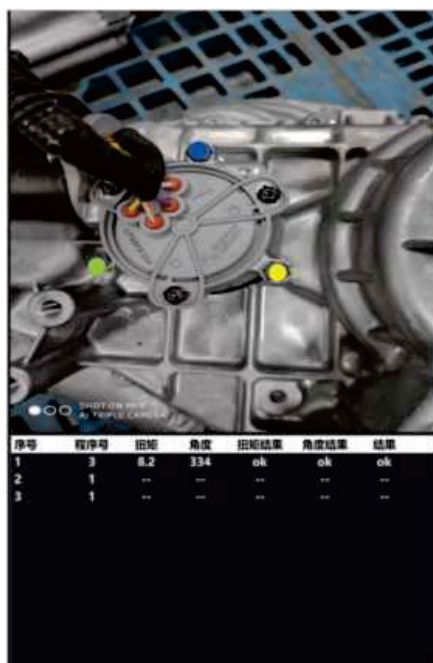 SHOT ON MI 9
AI TRIPLE CAMERA
序号 程序号 扭矩 角度 扭矩结果 角度结果 结果
1 3 8.2 334 ok ok ok
2 1 -- -- -- -- --
3 1 -- -- -- -- --